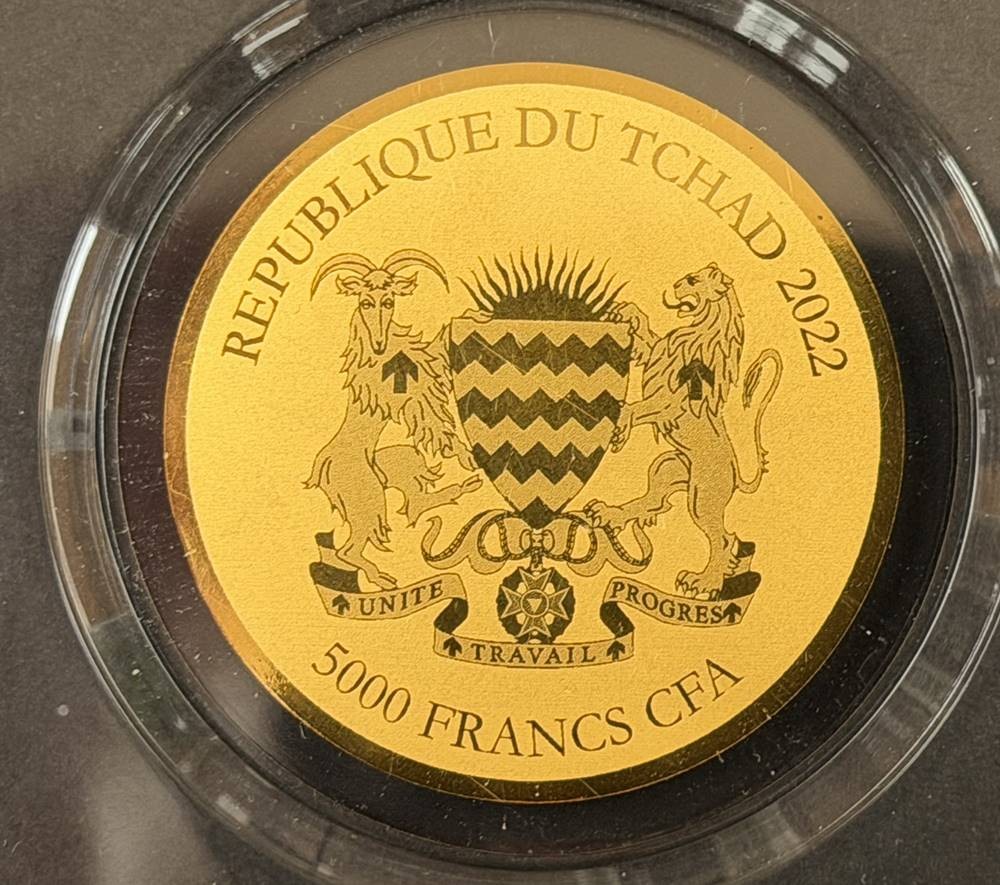 REPUBLIQUE DU TCHAD 2022
UNITE
TRAVAIL
PROGRES
5000 FRANCS CFA